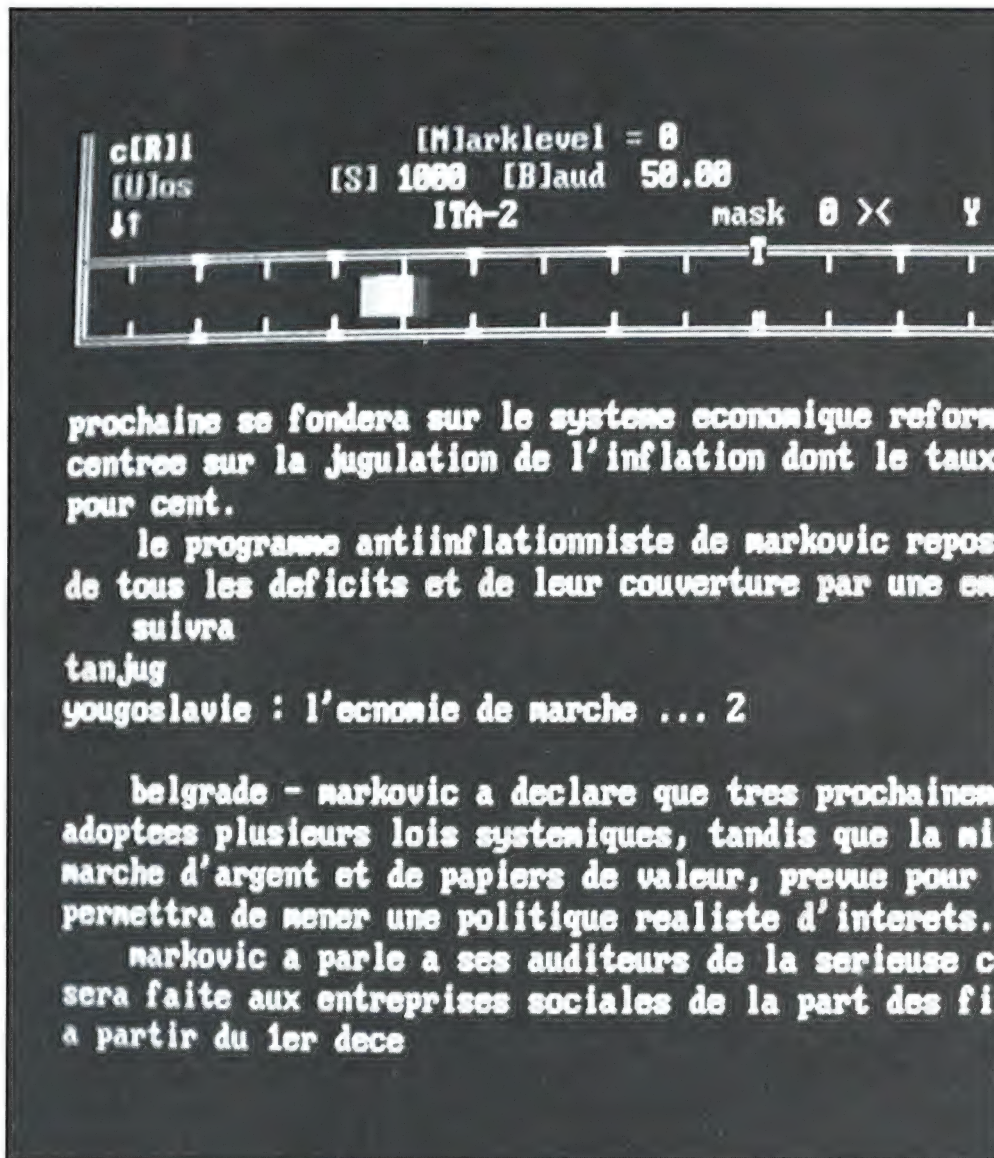 c[R]i [M]arklevel = 0
[U]os [S] 1000 [B]aud 50.00
↓↑ ITA-2 mask 0 >< Y
T
M
prochaine se fondera sur le systeme economique reform
centree sur la jugulation de l'inflation dont le taux
pour cent.
le programme antiinflationniste de markovic repos
de tous les deficits et de leur couverture par une em
suivra
tanjug
yougoslavie : l'ecnomie de marche ... 2
belgrade - markovic a declare que tres prochainem
adoptees plusieurs lois systemiques, tandis que la mi
marche d'argent et de papiers de valeur, prevue pour
permettra de mener une politique realiste d'interets.
markovic a parle a ses auditeurs de la serieuse c
sera faite aux entreprises sociales de la part des fi
a partir du 1er dece